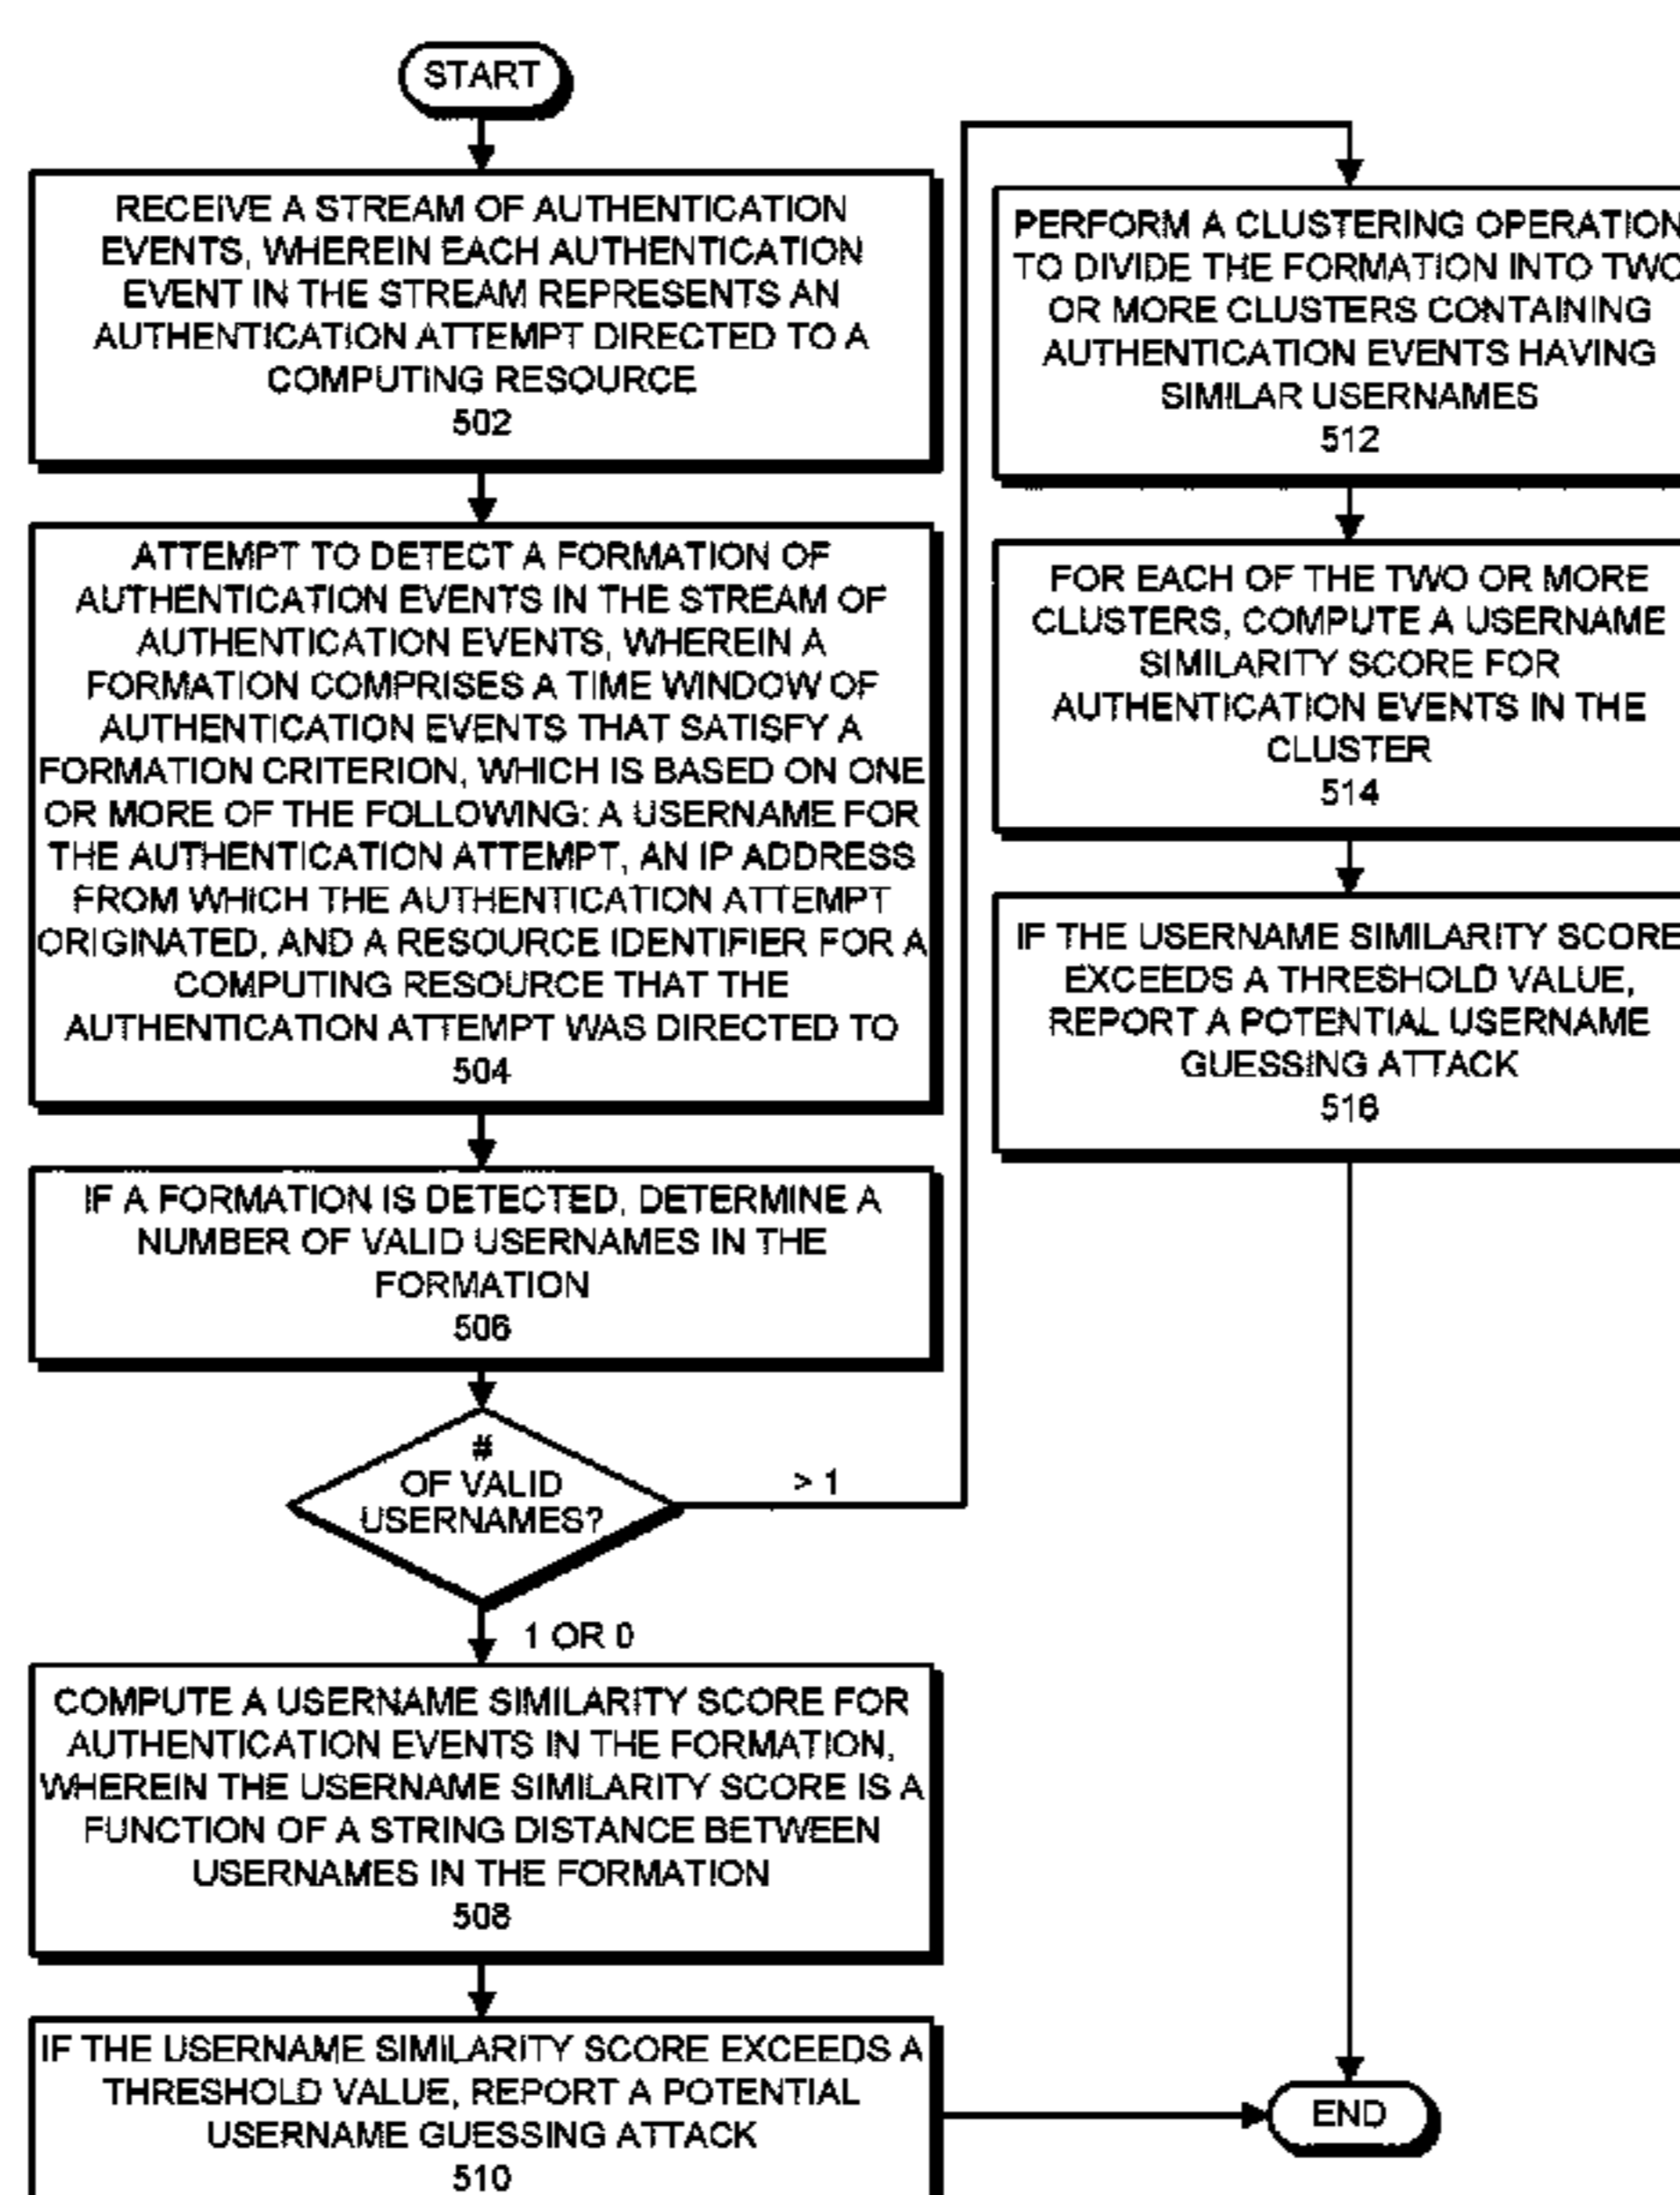 START
RECEIVE A STREAM OF AUTHENTICATION
EVENTS, WHEREIN EACH AUTHENTICATION
EVENT IN THE STREAM REPRESENTS AN
AUTHENTICATION ATTEMPT DIRECTED TO A
COMPUTING RESOURCE
502
ATTEMPT TO DETECT A FORMATION OF
AUTHENTICATION EVENTS IN THE STREAM OF
AUTHENTICATION EVENTS, WHEREIN A
FORMATION COMPRISES A TIME WINDOW OF
AUTHENTICATION EVENTS THAT SATISFY A
FORMATION CRITERION, WHICH IS BASED ON ONE
OR MORE OF THE FOLLOWING: A USERNAME FOR
THE AUTHENTICATION ATTEMPT, AN IP ADDRESS
FROM WHICH THE AUTHENTICATION ATTEMPT
ORIGINATED, AND A RESOURCE IDENTIFIER FOR A
COMPUTING RESOURCE THAT THE
AUTHENTICATION ATTEMPT WAS DIRECTED TO
504
IF A FORMATION IS DETECTED, DETERMINE A
NUMBER OF VALID USERNAMES IN THE
FORMATION
506
#
OF VALID
USERNAMES?
> 1
1 OR 0
COMPUTE A USERNAME SIMILARITY SCORE FOR
AUTHENTICATION EVENTS IN THE FORMATION,
WHEREIN THE USERNAME SIMILARITY SCORE IS A
FUNCTION OF A STRING DISTANCE BETWEEN
USERNAMES IN THE FORMATION
508
IF THE USERNAME SIMILARITY SCORE EXCEEDS A
THRESHOLD VALUE, REPORT A POTENTIAL
USERNAME GUESSING ATTACK
510
PERFORM A CLUSTERING OPERATION
TO DIVIDE THE FORMATION INTO TWO
OR MORE CLUSTERS CONTAINING
AUTHENTICATION EVENTS HAVING
SIMILAR USERNAMES
512
FOR EACH OF THE TWO OR MORE
CLUSTERS, COMPUTE A USERNAME
SIMILARITY SCORE FOR
AUTHENTICATION EVENTS IN THE
CLUSTER
514
IF THE USERNAME SIMILARITY SCORE
EXCEEDS A THRESHOLD VALUE,
REPORT A POTENTIAL USERNAME
GUESSING ATTACK
516
END